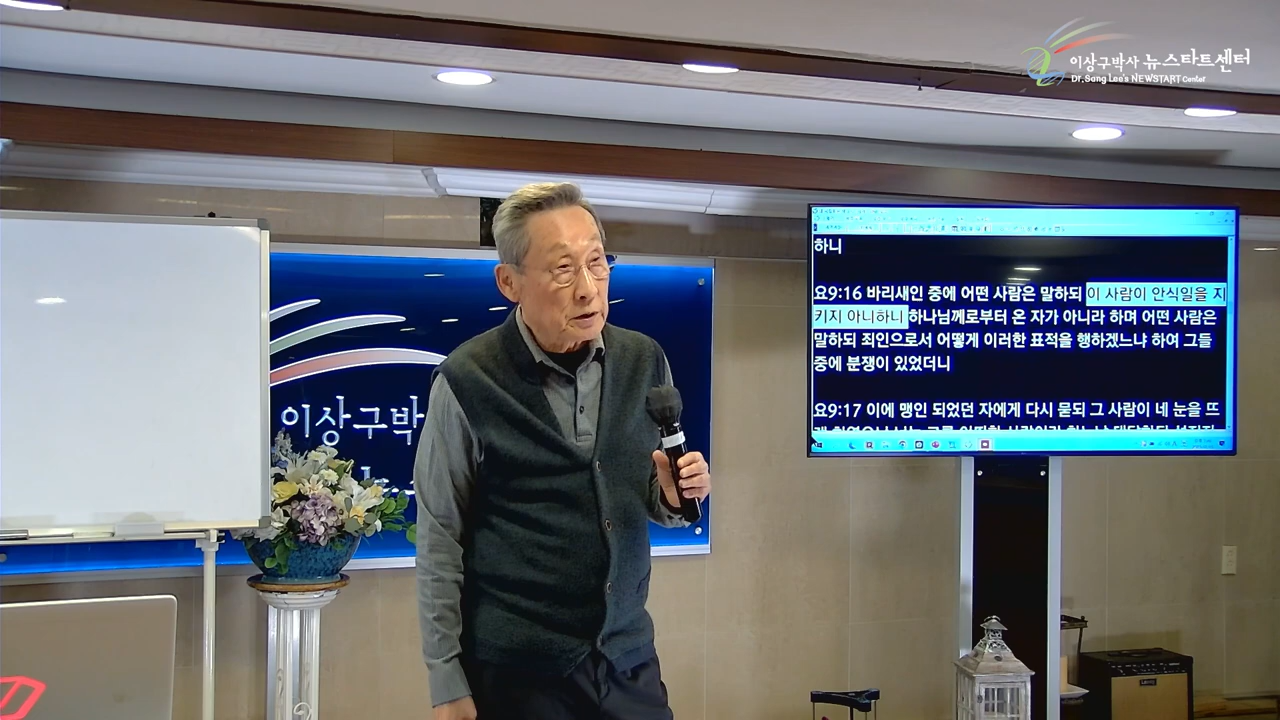 이상구박사 뉴스타트센터
Dr. Sang Lee's NEWSTART Center
하니
요9:16 바리새인 중에 어떤 사람은 말하되 이 사람이 안식일을 지
키지 아니하니 하나님께로부터 온 자가 아니라 하며 어떤 사람은
말하되 죄인으로서 어떻게 이러한 표적을 행하겠느냐 하여 그들
중에 분쟁이 있었더니
요9:17 이에 맹인 되었던 자에게 다시 묻되 그 사람이 네 눈을 뜨
이상구박